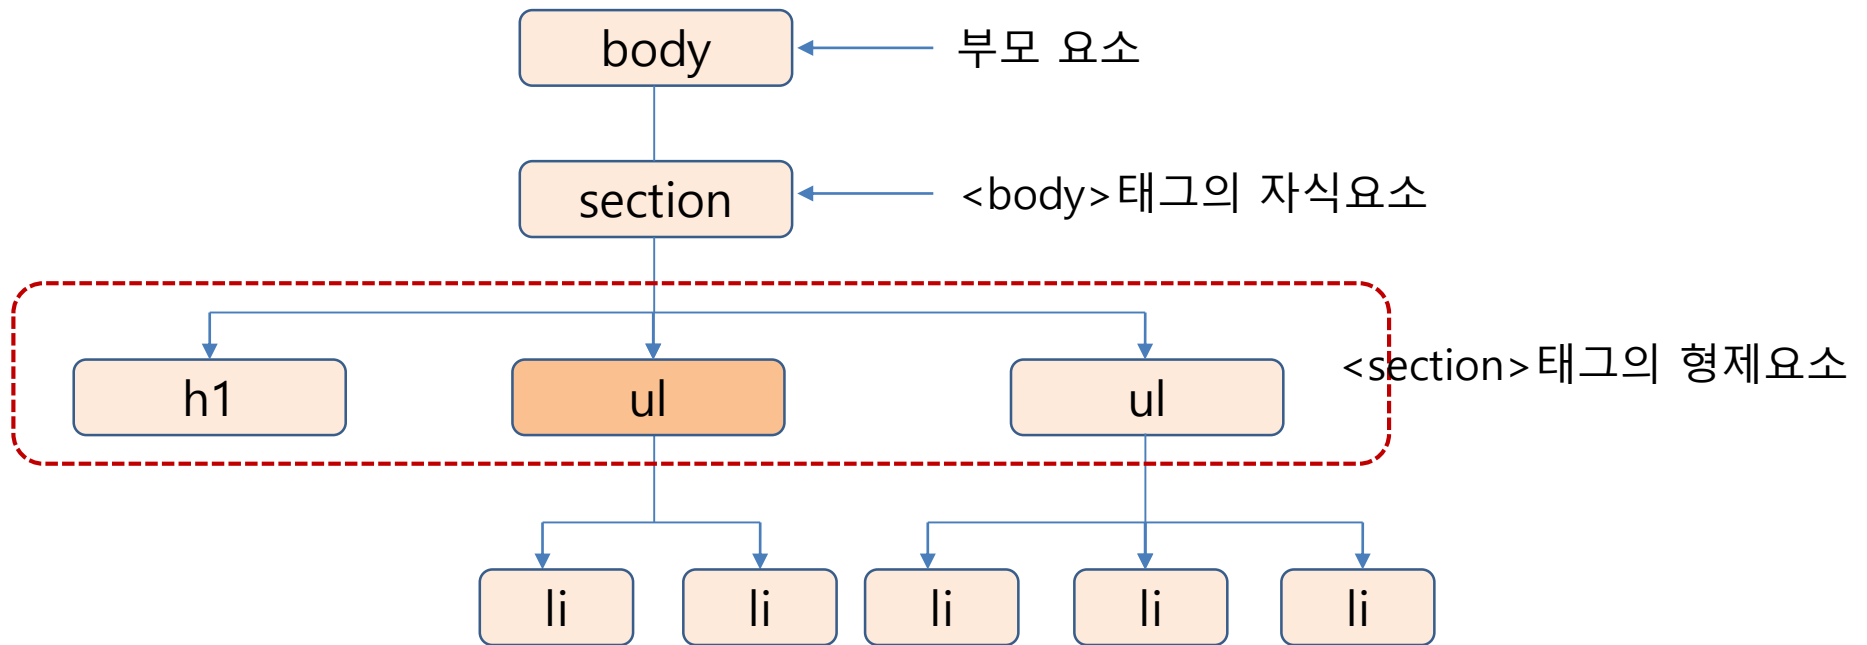 body
부모 요소
section
<body>태그의 자식요소
<section>태그의 형제요소
h1
ul
ul
li
li
li
li
li